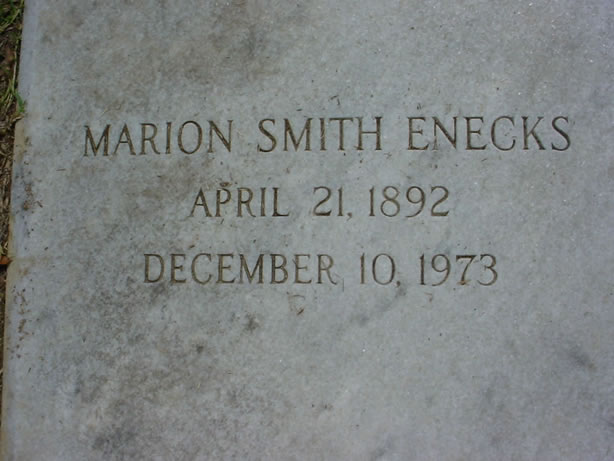 MARION SMITH ENECKS
APRIL 21, 1892
DECEMBER 10, 1973